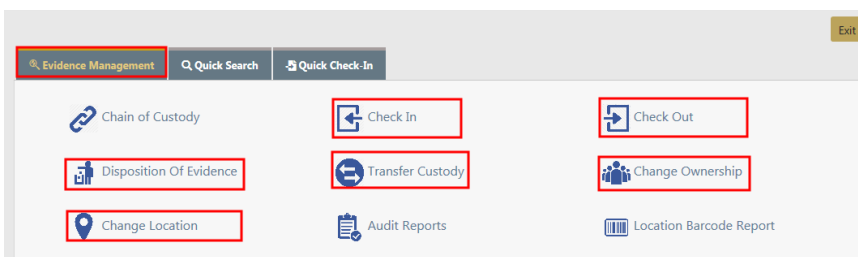 Exit
Evidence Management Quick Search Quick Check-In
Chain of Custody Check In Check Out
Disposition Of Evidence Transfer Custody Change Ownership
Change Location Audit Reports Location Barcode Report